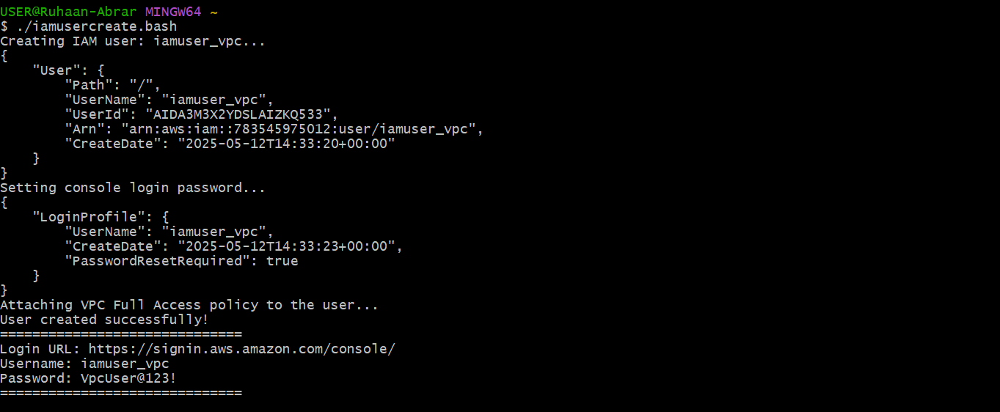 USER@Ruhaan-Abrar MINGW64 ~
$ ./iamusercreate.bash
Creating IAM user: iamuser_vpc...
{
    "User": {
        "Path": "/",
        "UserName": "iamuser_vpc",
        "UserId": "AIDA3M3X2YDSLAIZKQ533",
        "Arn": "arn:aws:iam::783545975012:user/iamuser_vpc",
        "CreateDate": "2025-05-12T14:33:20+00:00"
    }
}
Setting console login password...
{
    "LoginProfile": {
        "UserName": "iamuser_vpc",
        "CreateDate": "2025-05-12T14:33:23+00:00",
        "PasswordResetRequired": true
    }
}
Attaching VPC Full Access policy to the user...
User created successfully!
==============================
Login URL: https://signin.aws.amazon.com/console/
Username: iamuser_vpc
Password: VpcUser@123!
==============================